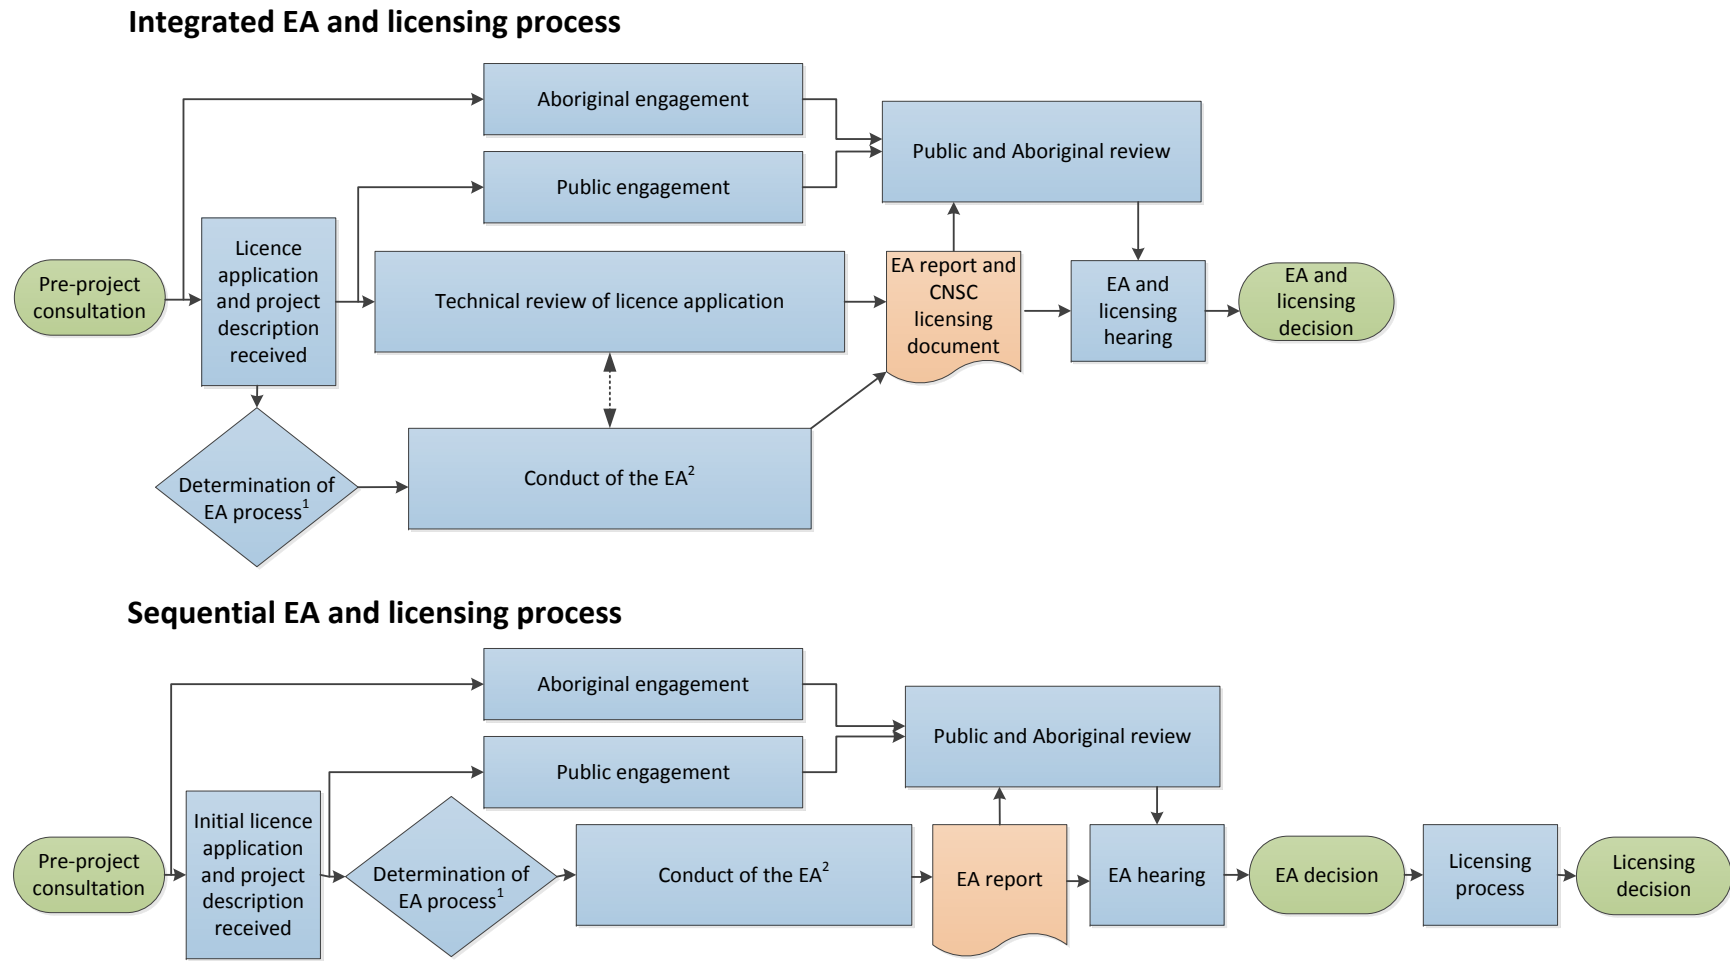 Integrated EA and licensing process
Aboriginal engagement
Public engagement
Public and Aboriginal review
Pre-project
consultation
Licence
application
and project
description
received
Technical review of licence application
EA report and
CNSC
licensing
document
EA and
licensing
hearing
EA and
licensing
decision
Determination of
EA process¹
Conduct of the EA²
Sequential EA and licensing process
Aboriginal engagement
Public engagement
Public and Aboriginal review
Pre-project
consultation
Initial licence
application
and project
description
received
Determination of
EA process¹
Conduct of the EA²
EA report
EA hearing
EA decision
Licensing
process
Licensing
decision